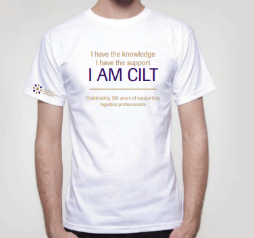 I have the knowledge
I have the support
I AM CILT
Celebrating 100 years of supporting
logistics professionals